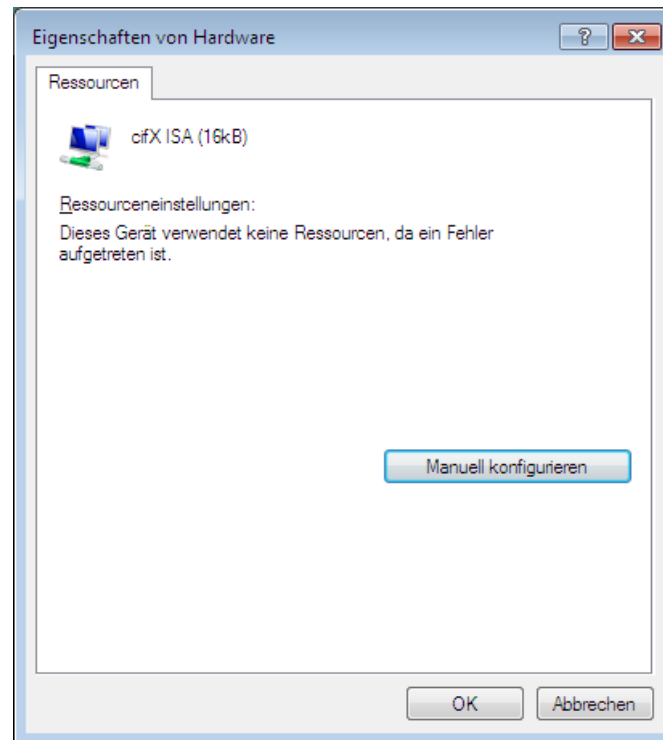 Eigenschaften von Hardware
Ressourcen
cifX ISA (16kB)
Ressourceneinstellungen:
Dieses Gerät verwendet keine Ressourcen, da ein Fehler
aufgetreten ist.
Manuell konfigurieren
OK
Abbrechen